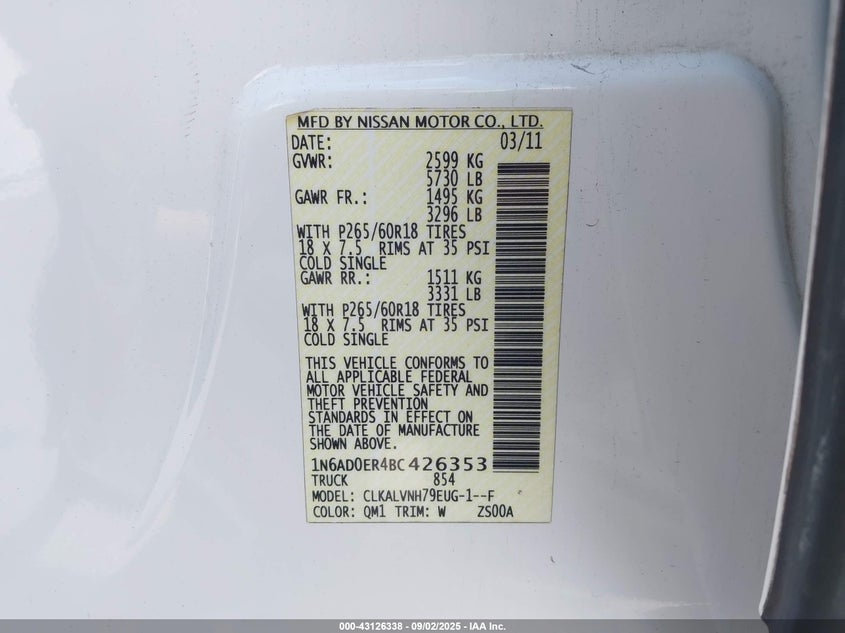 MFD BY NISSAN MOTOR CO., LTD.
DATE: 03/11
GVWR: 2599 KG
5730 LB
GAWR FR.: 1495 KG
3296 LB
WITH P265/60R18 TIRES
18 X 7.5 RIMS AT 35 PSI
COLD SINGLE
GAWR RR.: 1511 KG
3331 LB
WITH P265/60R18 TIRES
18 X 7.5 RIMS AT 35 PSI
COLD SINGLE
THIS VEHICLE CONFORMS TO
ALL APPLICABLE FEDERAL
MOTOR VEHICLE SAFETY AND
THEFT PREVENTION
STANDARDS IN EFFECT ON
THE DATE OF MANUFACTURE
SHOWN ABOVE.
1N6AD0ER4BC 426353
TRUCK 854
MODEL: CLKALVNH79EUG-1--F
COLOR: QM1 TRIM: W ZS00A
000-43126338 - 09/02/2025 - IAA Inc.